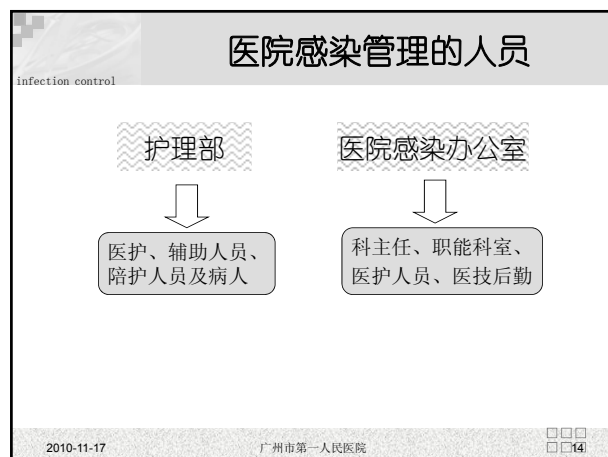 医院感染管理的人员
infection control
护理部
医院感染办公室
医护、辅助人员、
陪护人员及病人
科主任、职能科室、
医护人员、医技后勤
2010-11-17
广州市第一人民医院
14